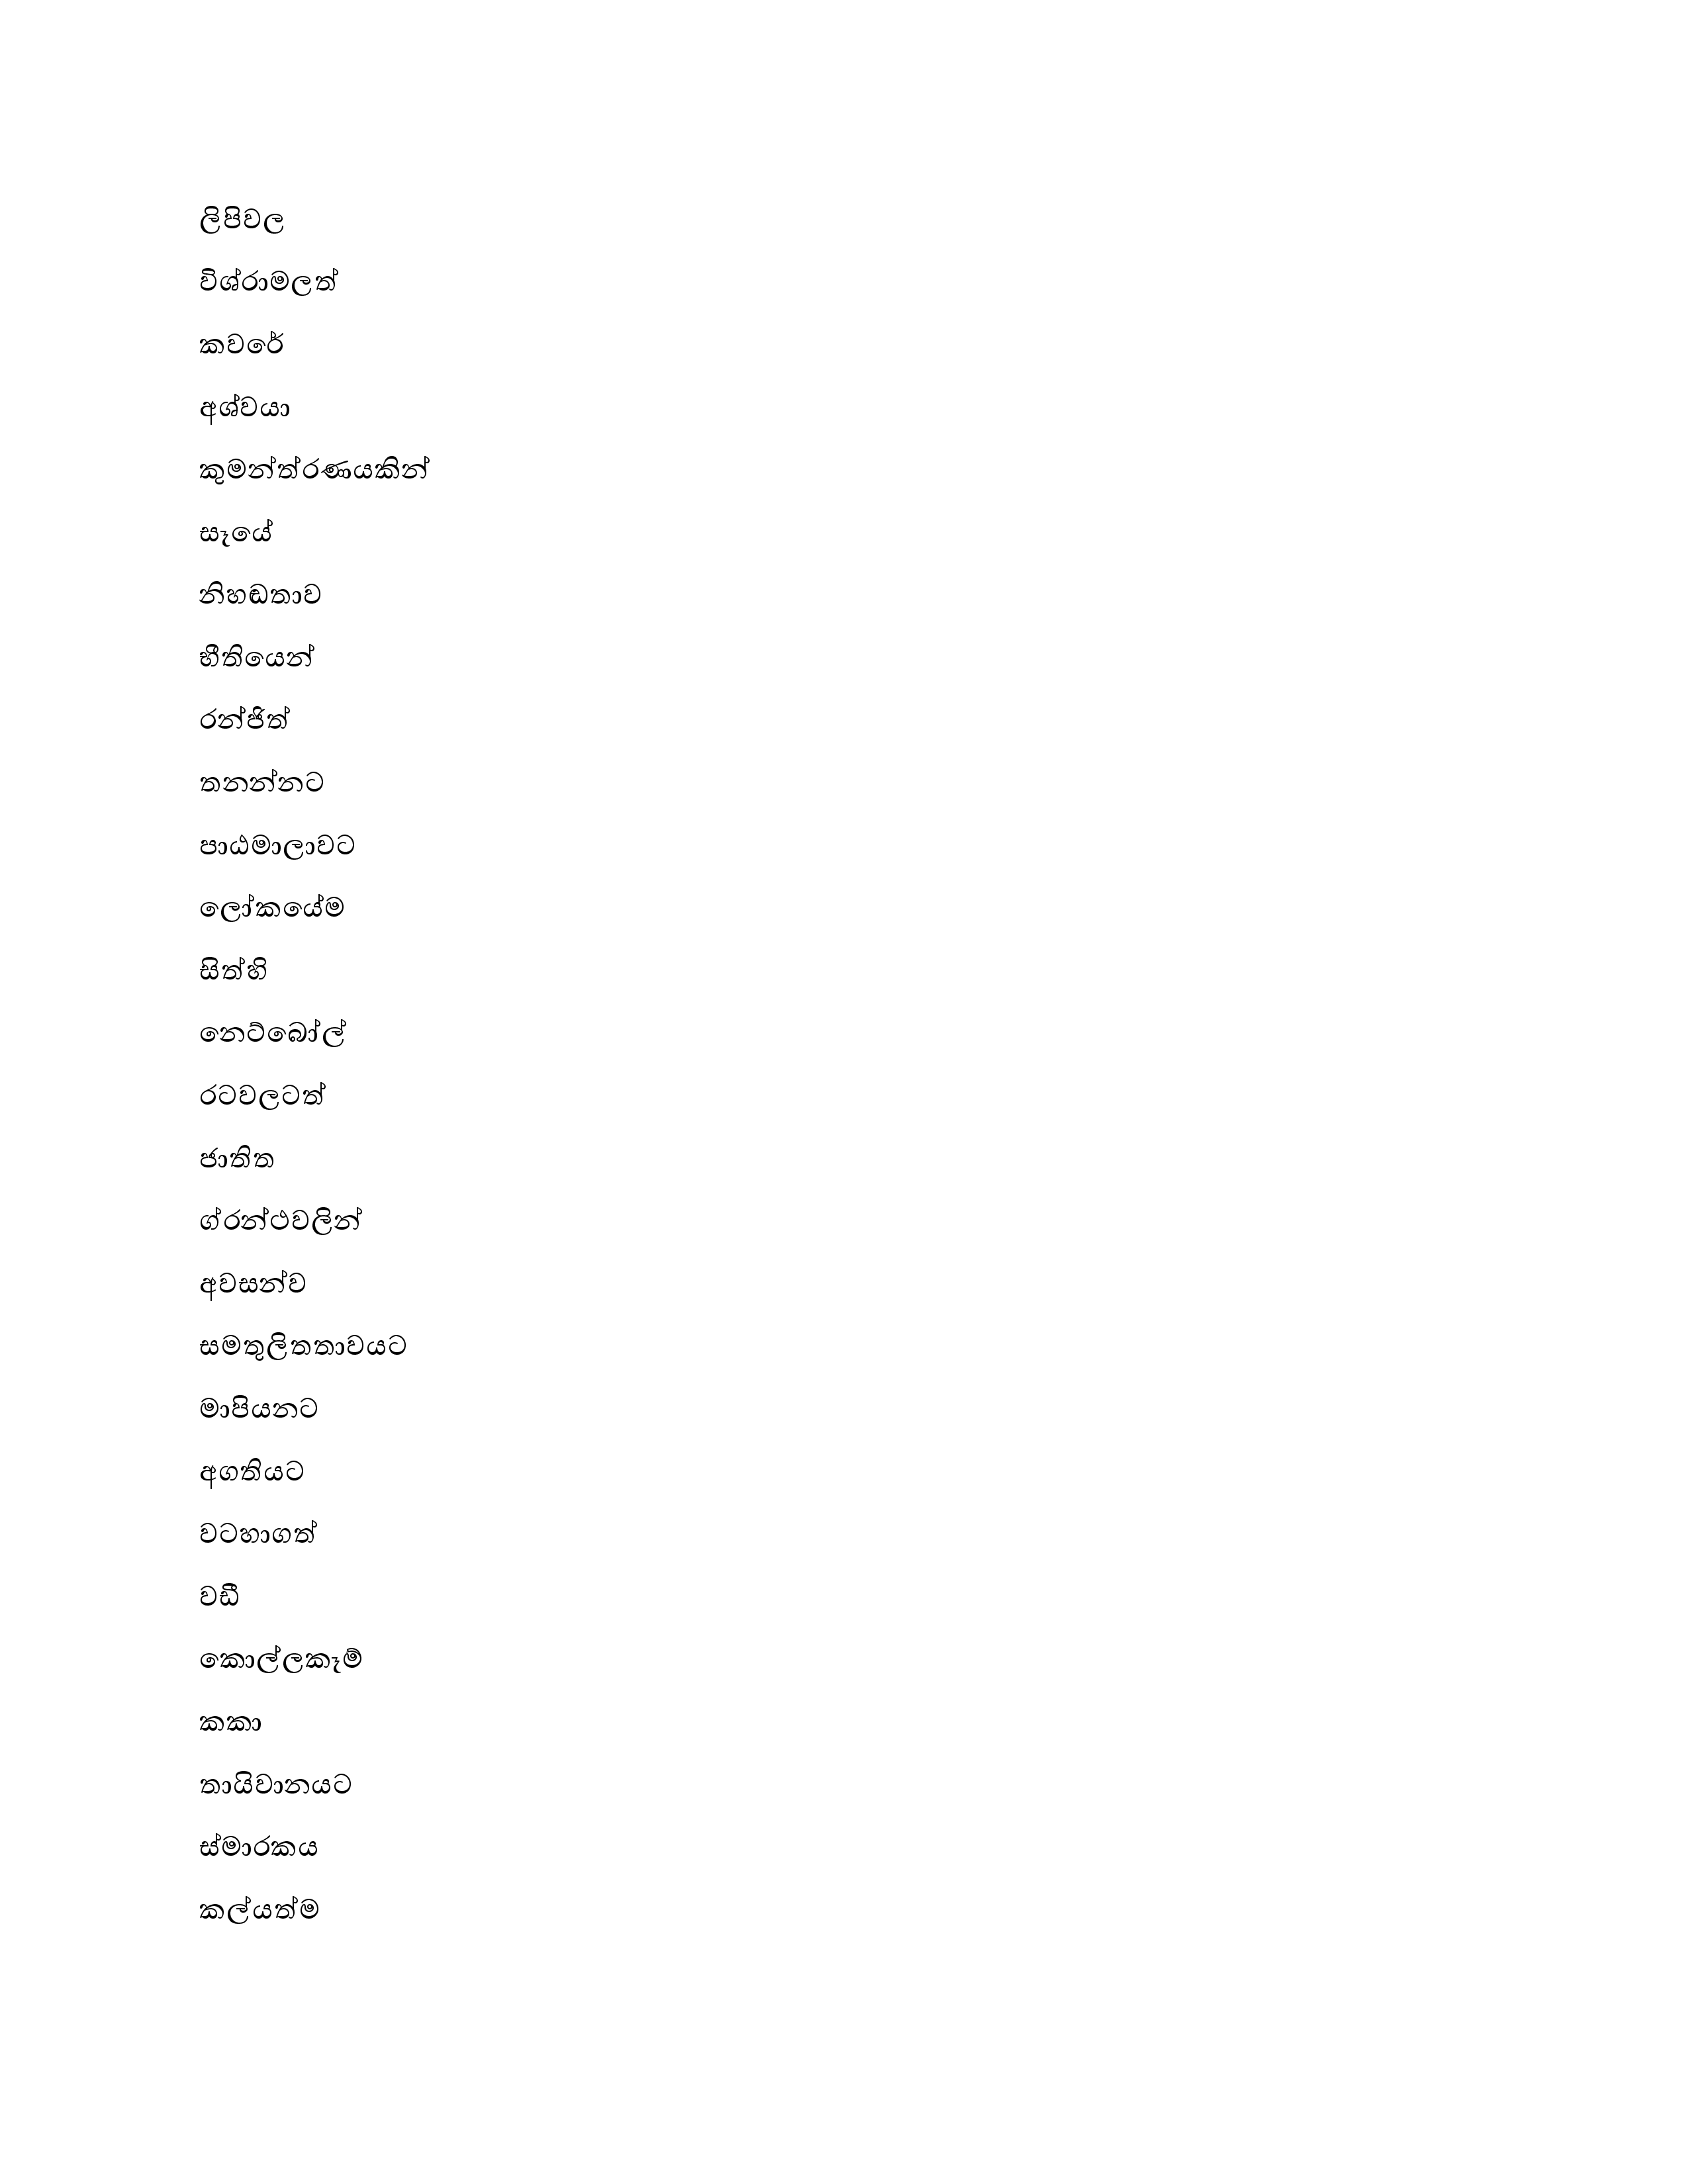 ලිපිවල
විශ්රාමලත්
කවරේ
අශ්වයා
කුමන්ත්රණයකින්
සෑයේ
නිහඬතාව
භීතියෙන්
රන්ජිත්
තනන්නට
පාඨමාලාවට
ලෝකයේම
සිත්හි
නෙට්බෝල්
රටවලටත්
ජාතිත
ග්රන්ථවලින්
අවසන්ව
සමතුලිතතාවයට
මාපියනට
අගතියට
වටහාගත්
වඩී
කොල්ලකෑම්
කකා
තායිවානයට
ස්මාරකය
කල්යත්ම